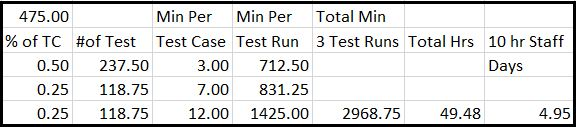 475.00 Min Per Min Per Total Min
% of TC #of Test Test Case Test Run 3 Test Runs Total Hrs 10 hr Staff
0.50 237.50 3.00 712.50 Days
0.25 118.75 7.00 831.25
0.25 118.75 12.00 1425.00 2968.75 49.48 4.95